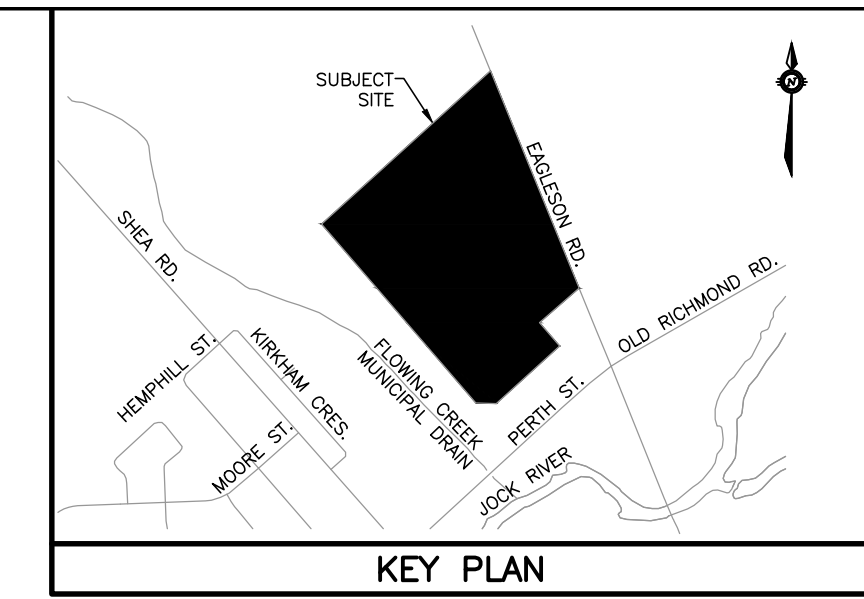 SUBJECT
SITE
N
EAGLESON RD.
SHEA RD.
OLD RICHMOND RD.
HEMPHILL ST.
KIRKHAM CRES.
FLOWING CREEK
MUNICIPAL DRAIN
PERTH ST.
MOORE ST.
JOCK RIVER
KEY PLAN